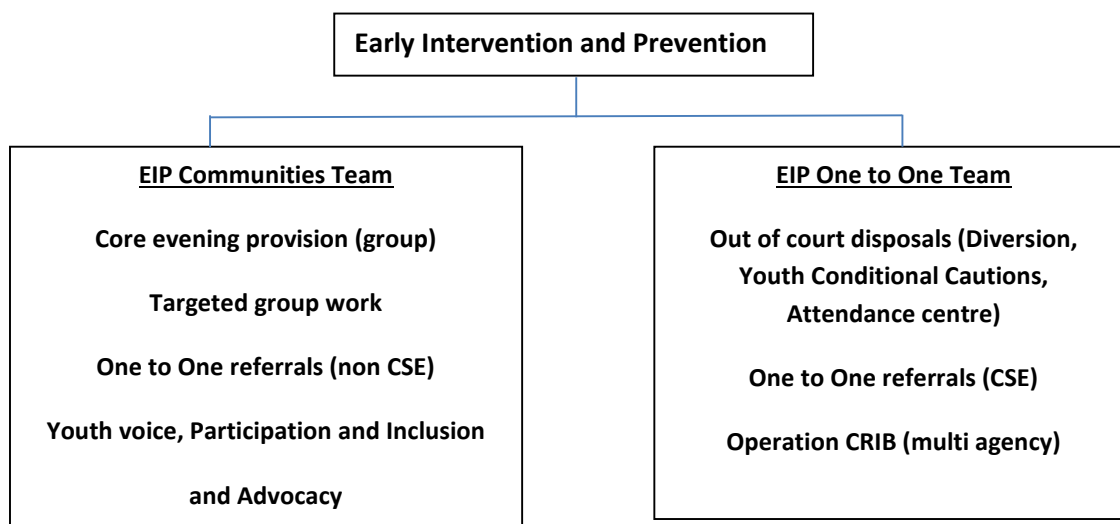 Early Intervention and Prevention
EIP Communities Team
Core evening provision (group)
Targeted group work
One to One referrals (non CSE)
Youth voice, Participation and Inclusion
and Advocacy
EIP One to One Team
Out of court disposals (Diversion,
Youth Conditional Cautions,
Attendance centre)
One to One referrals (CSE)
Operation CRIB (multi agency)